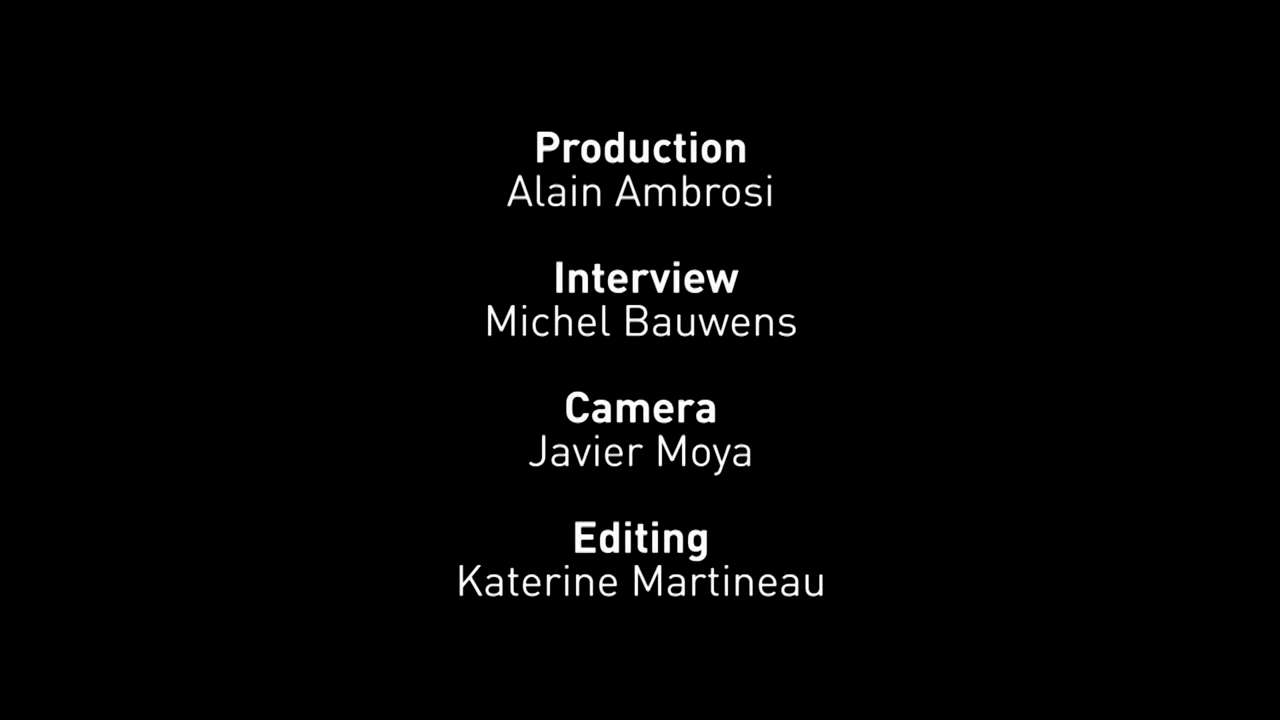 Production
Alain Ambrosi
Interview
Michel Bauwens
Camera
Javier Moya
Editing
Katerine Martineau